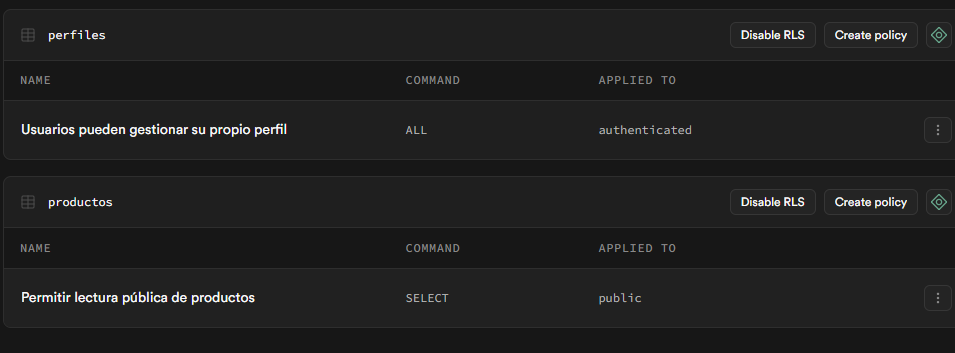 perfiles Disable RLS Create policy
NAME COMMAND APPLIED TO
Usuarios pueden gestionar su propio perfil ALL authenticated
productos Disable RLS Create policy
NAME COMMAND APPLIED TO
Permitir lectura pública de productos SELECT public